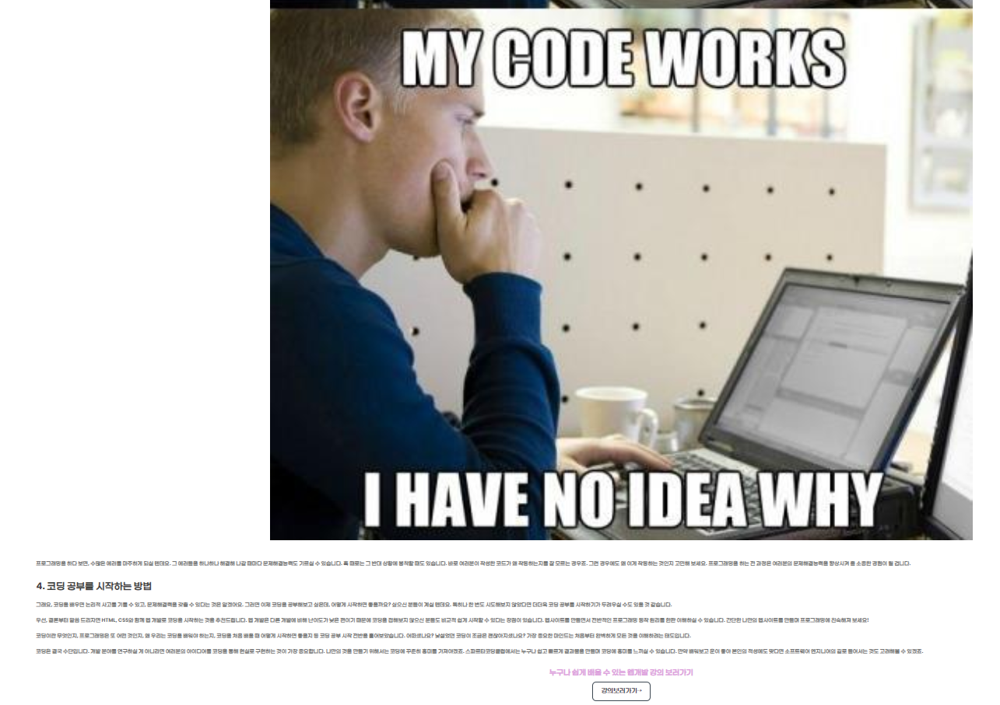 MY CODE WORKS
I HAVE NO IDEA WHY
프로그래밍을 하다 보면, 수많은 에러를 마주하게 되실 텐데요. 그 에러들을 하나하나 해결해 나갈 때마다 문제해결능력도 기르실 수 있습니다. 혹 때로는 그 반대 상황에 봉착할 때도 있습니다. 바로 여러분이 작성한 코드가 왜 작동하는지를 잘 모르는 경우죠. 그런 경우에도 왜 이게 작동하는 것인지 고민해 보세요. 프로그래밍을 하는 전 과정은 여러분의 문제해결능력을 향상시켜 줄 소중한 경험이 될 겁니다.
4. 코딩 공부를 시작하는 방법
그래요, 코딩을 배우면 논리적 사고를 기를 수 있고, 문제해결력을 갖출 수 있다는 것은 알겠어요. 그러면 이제 코딩을 공부해보고 싶은데, 어떻게 시작하면 좋을까요? 싶으신 분들이 계실 텐데요. 특히나 한 번도 시도해보지 않았다면 더더욱 코딩 공부를 시작하기가 두려우실 수도 있을 것 같습니다.
우선, 결론부터 말씀 드리자면 HTML, CSS와 함께 웹 개발로 코딩을 시작하는 것을 추천드립니다. 웹 개발은 다른 개발에 비해 난이도가 낮은 편이기 때문에 코딩을 접해보지 않으신 분들도 비교적 쉽게 시작할 수 있다는 장점이 있습니다. 웹사이트를 만들면서 전반적인 프로그래밍 동작 원리를 한판 이해하실 수 있습니다. 간단한 나만의 웹사이트를 만들며 프로그래밍에 친숙해져 보세요!
코딩이란 무엇인지, 프로그래밍은 또 어떤 것인지, 왜 우리는 코딩을 배워야 하는지, 코딩을 처음 배울 때 어떻게 시작하면 좋을지 등 코딩 공부 시작 전반을 훑어보았습니다. 어떠셨나요? 낯설었던 코딩이 조금은 괜찮아지셨나요? 가장 중요한 마인드는 처음부터 완벽하게 모든 것을 이해하려는 태도입니다.
코딩은 결국 수단입니다. 개발 분야를 연구하실 게 아니라면 여러분의 아이디어를 코딩을 통해 현실로 구현하는 것이 가장 중요합니다. 나만의 것을 만들기 위해서는 코딩에 꾸준히 흥미를 가져야겠죠. 스파르타코딩클럽에서는 누구나 쉽고 빠르게 결과물을 만들며 코딩에 흥미를 느끼실 수 있습니다. 만약 배워보고 운이 좋아 본인의 적성에도 맞다면 소프트웨어 엔지니어의 길로 들어서는 것도 고려해볼 수 있겠죠.
누구나 쉽게 배울 수 있는 웹개발 강의 보러가기
강의보러가기→